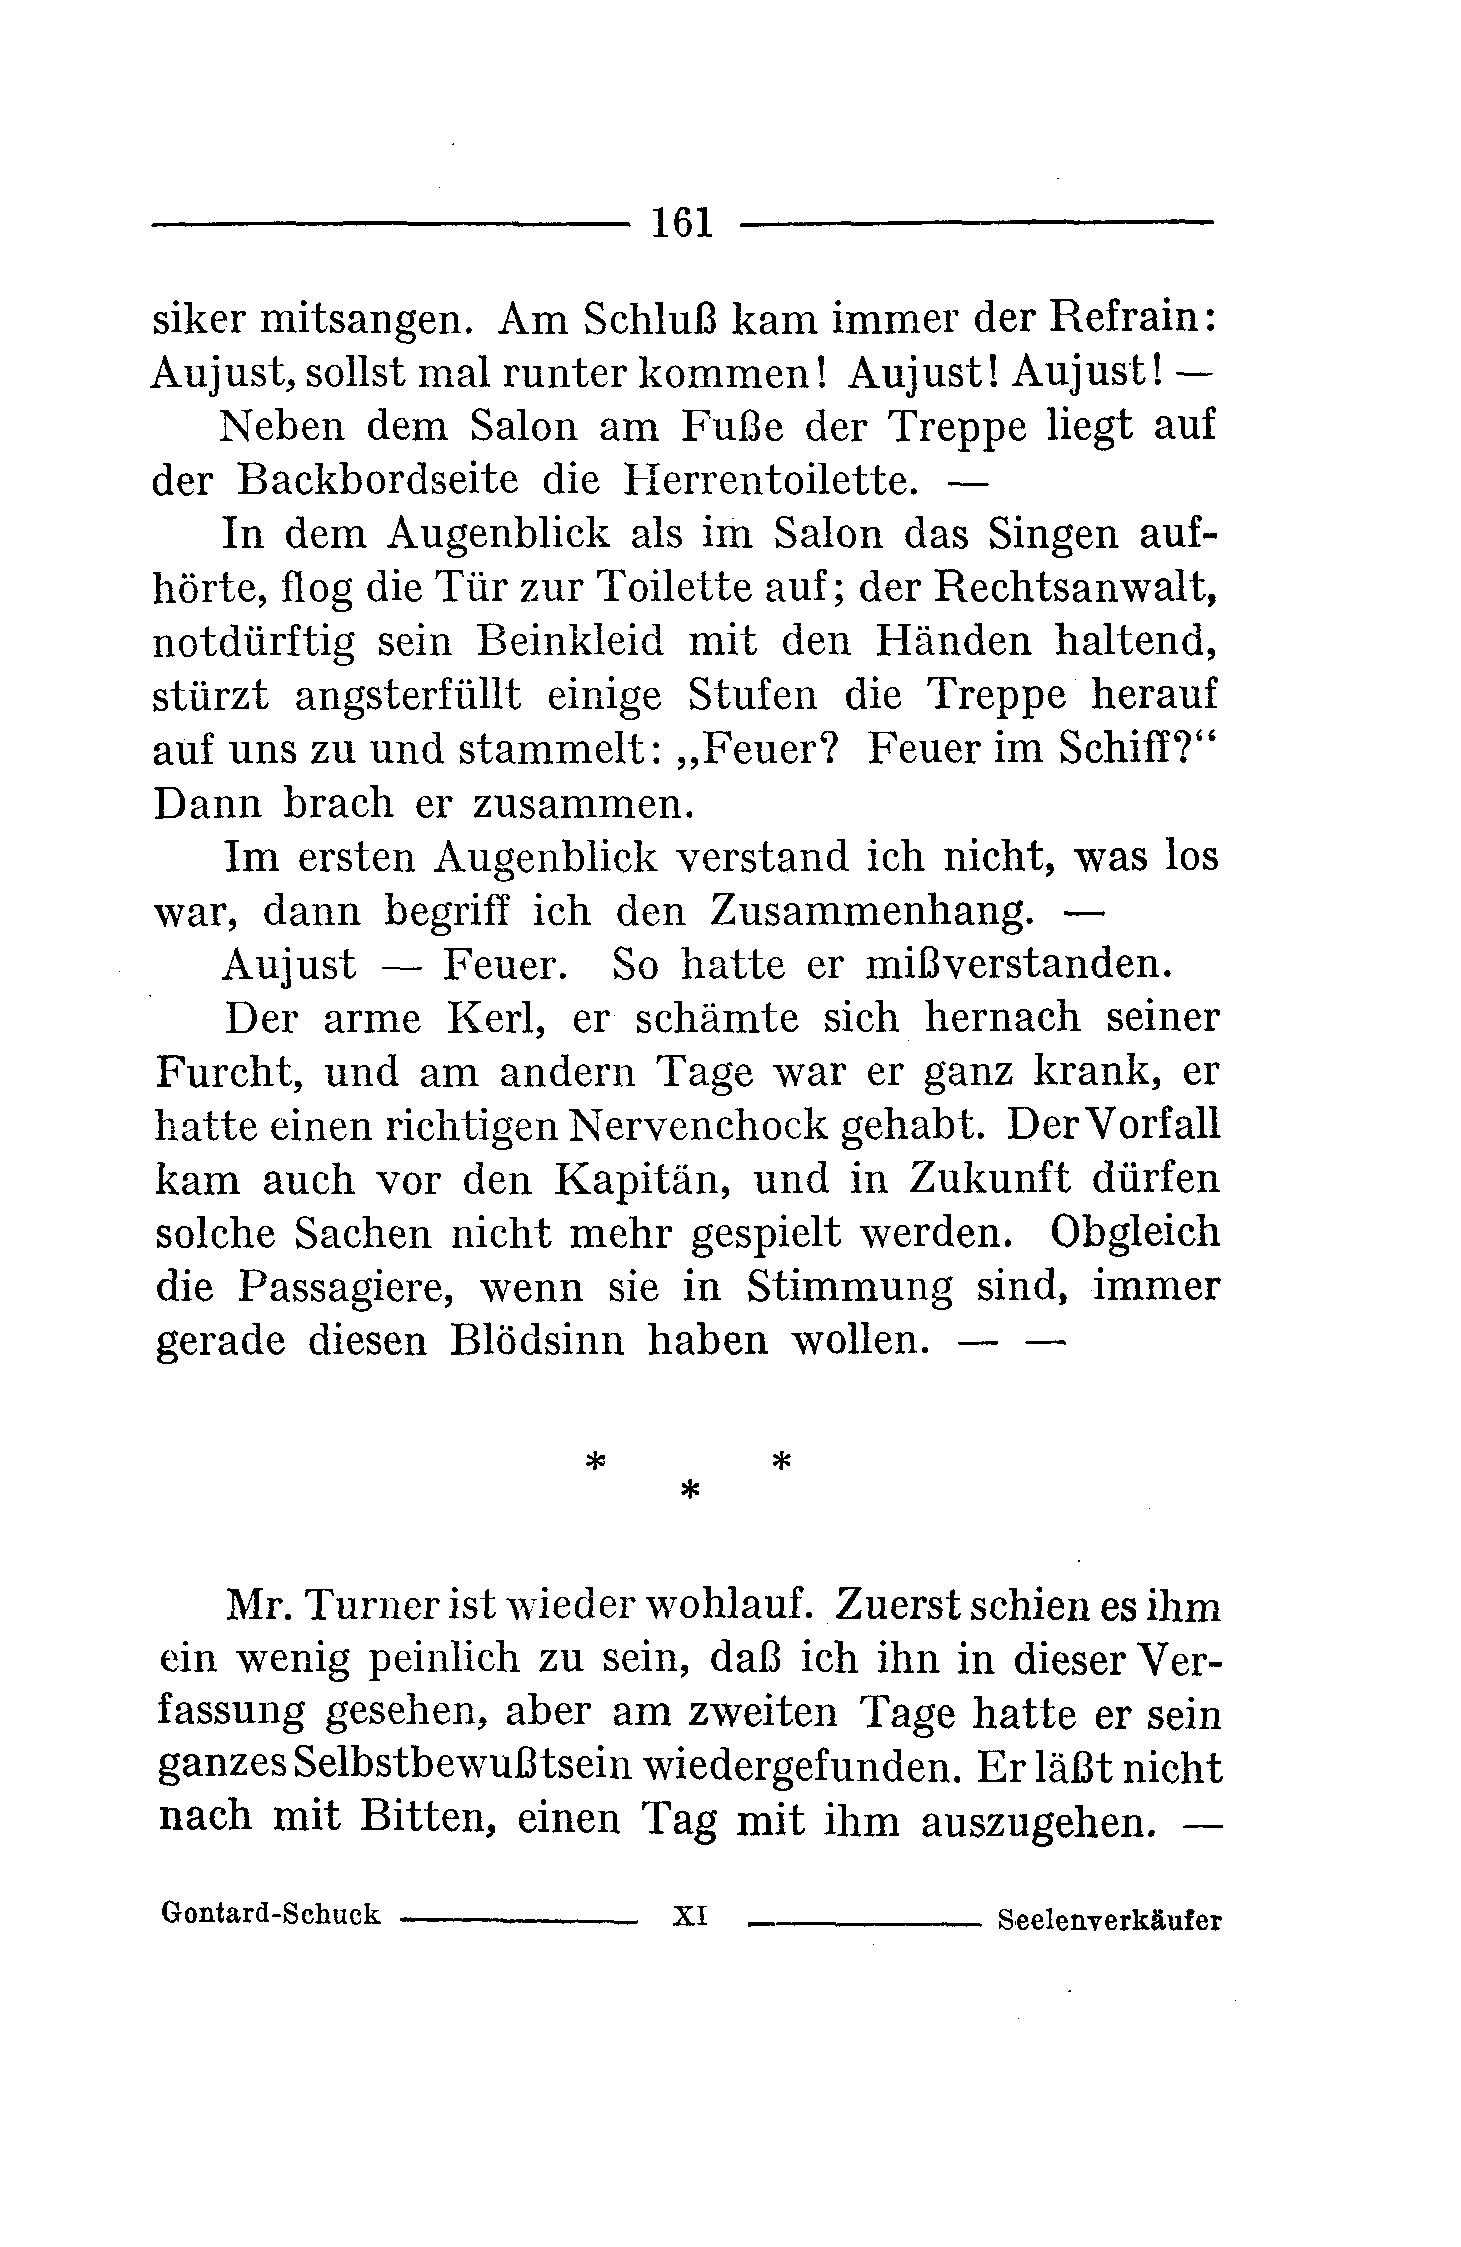 161
siker mitsangen. Am Schluß kam immer der Refrain:
Aujust, sollst mal runter kommen! Aujust! Aujust! —
Neben dem Salon am Fuße der Treppe liegt auf
der Backbordseite die Herrentoilette. —
In dem Augenblick als im Salon das Singen auf-
hörte, flog die Tür zur Toilette auf; der Rechtsanwalt,
notdürftig sein Beinkleid mit den Händen haltend,
stürzt angsterfüllt einige Stufen die Treppe herauf
auf uns zu und stammelt: „Feuer? Feuer im Schiff?“
Dann brach er zusammen.
Im ersten Augenblick verstand ich nicht, was los
war, dann begriff ich den Zusammenhang. —
Aujust — Feuer. So hatte er mißverstanden.
Der arme Kerl, er schämte sich hernach seiner
Furcht, und am andern Tage war er ganz krank, er
hatte einen richtigen Nervenchock gehabt. Der Vorfall
kam auch vor den Kapitän, und in Zukunft dürfen
solche Sachen nicht mehr gespielt werden. Obgleich
die Passagiere, wenn sie in Stimmung sind, immer
gerade diesen Blödsinn haben wollen. — —
* *
*
Mr. Turner ist wieder wohlauf. Zuerst schien es ihm
ein wenig peinlich zu sein, daß ich ihn in dieser Ver-
fassung gesehen, aber am zweiten Tage hatte er sein
ganzes Selbstbewußtsein wiedergefunden. Er läßt nicht
nach mit Bitten, einen Tag mit ihm auszugehen. —
Gontard-Schuck XI Seelenverkäufer